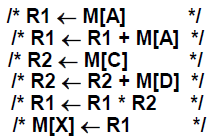 /* R1 ← M[A] */
/* R1 ← R1 + M[A] */
/* R2 ← M[C] */
/* R2 ← R2 + M[D] */
/* R1 ← R1 * R2 */
/* M[X] ← R1 */